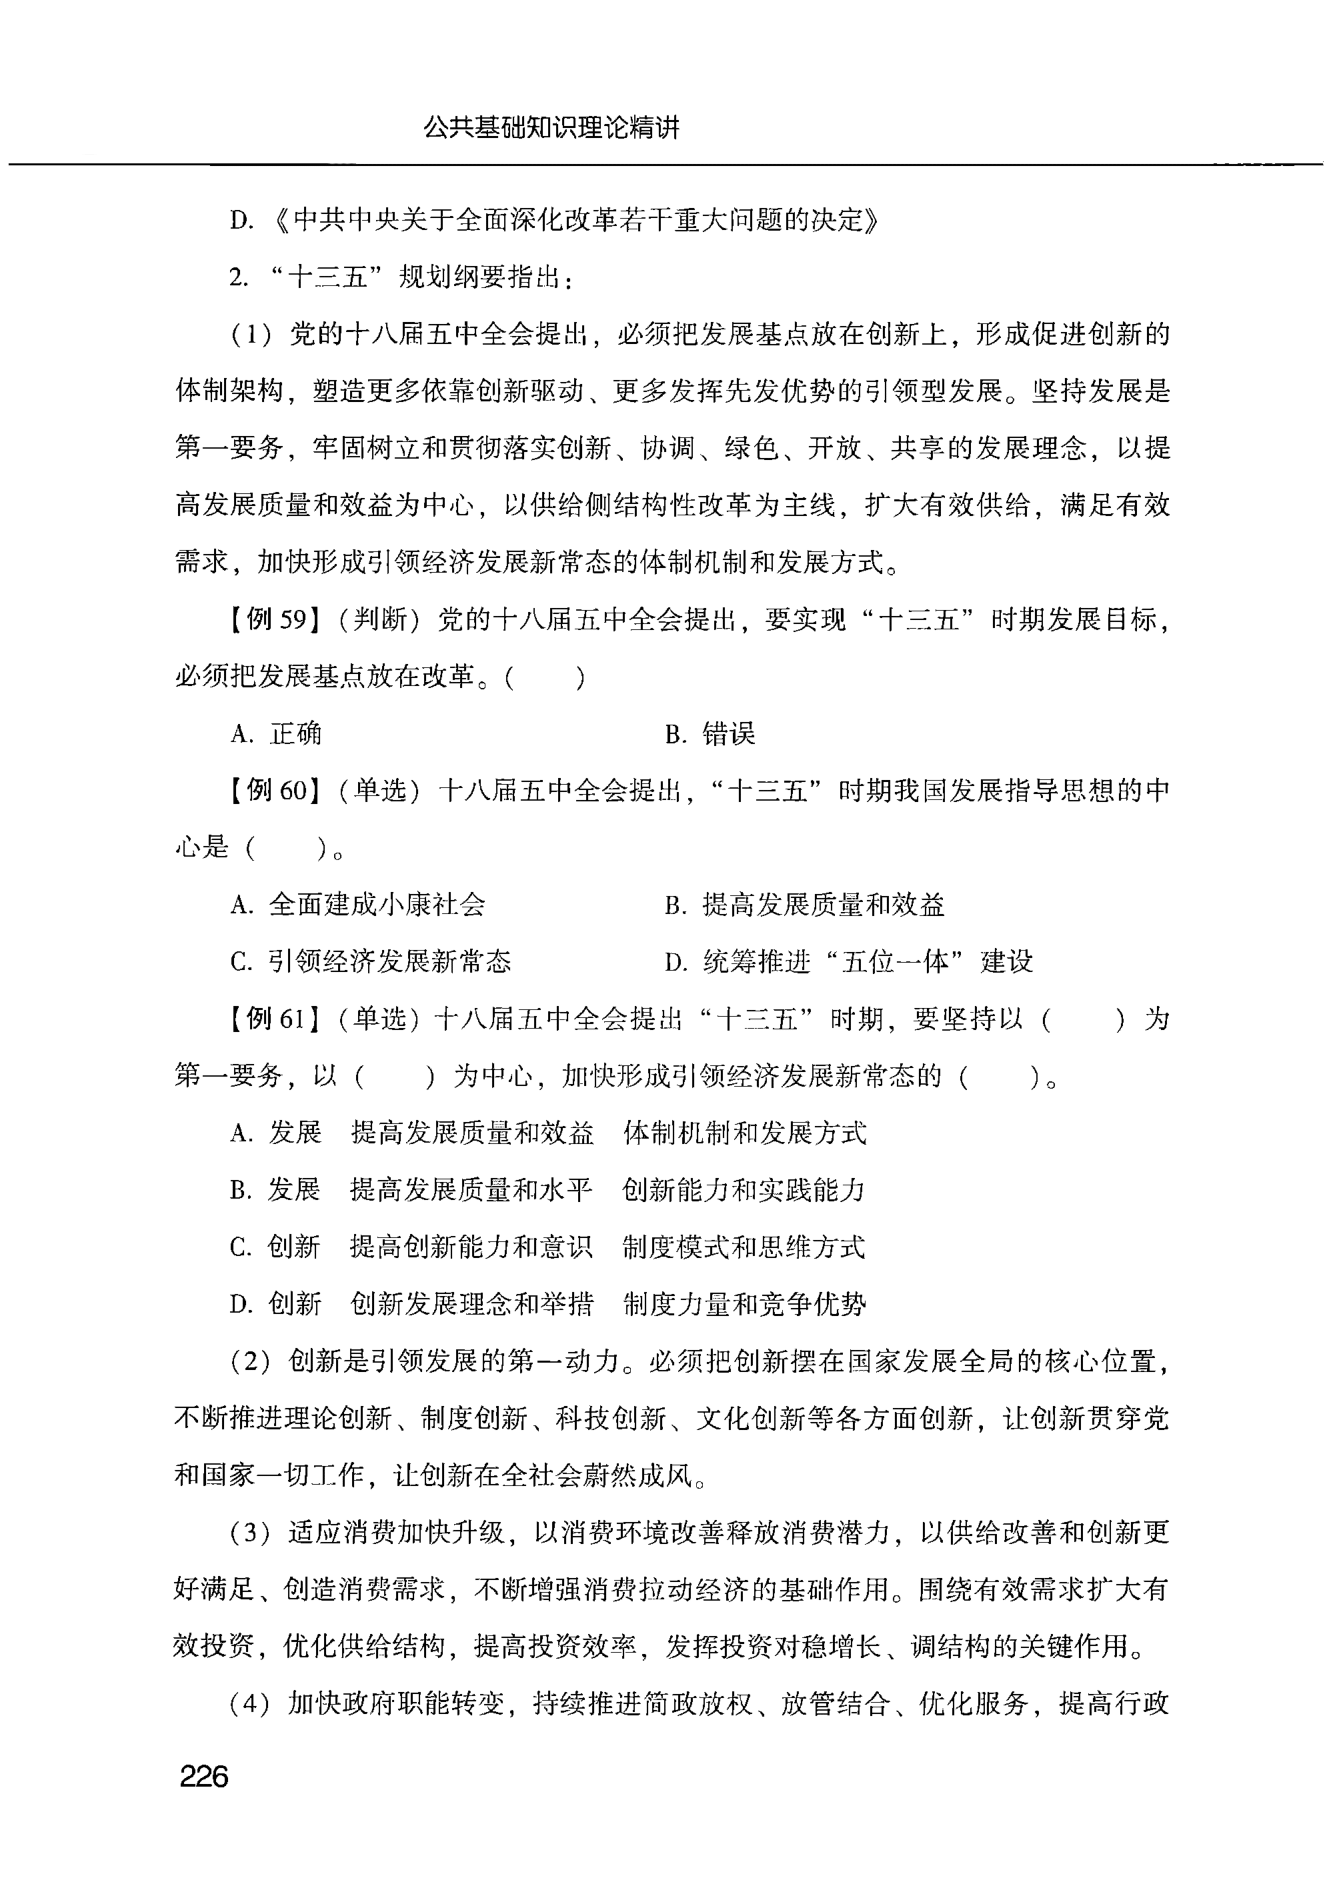 公共基础知识理论精讲
D. 《中共中央关于全面深化改革若干重大问题的决定》
2. “十三五” 规划纲要指出：
(1) 党的十八届五中全会提出，必须把发展基点放在创新上，形成促进创新的
体制架构，塑造更多依靠创新驱动、更多发挥先发优势的引领型发展。坚持发展是
第一要务，牢固树立和贯彻落实创新、协调、绿色、开放、共享的发展理念，以提
高发展质量和效益为中心，以供给侧结构性改革为主线，扩大有效供给，满足有效
需求，加快形成引领经济发展新常态的体制机制和发展方式。
【例 59】(判断) 党的十八届五中全会提出，要实现 “十三五” 时期发展目标，
必须把发展基点放在改革。(　　)
A. 正确　　B. 错误
【例 60】(单选) 十八届五中全会提出，“十三五” 时期我国发展指导思想的中
心是 (　　)。
A. 全面建成小康社会　　B. 提高发展质量和效益
C. 引领经济发展新常态　　D. 统筹推进 “五位一体” 建设
【例 61】(单选) 十八届五中全会提出 “十三五” 时期，要坚持以 (　　) 为
第一要务，以 (　　) 为中心，加快形成引领经济发展新常态的 (　　)。
A. 发展　提高发展质量和效益　体制机制和发展方式
B. 发展　提高发展质量和水平　创新能力和实践能力
C. 创新　提高创新能力和意识　制度模式和思维方式
D. 创新　创新发展理念和举措　制度力量和竞争优势
(2) 创新是引领发展的第一动力。必须把创新摆在国家发展全局的核心位置，
不断推进理论创新、制度创新、科技创新、文化创新等各方面创新，让创新贯穿党
和国家一切工作，让创新在全社会蔚然成风。
(3) 适应消费加快升级，以消费环境改善释放消费潜力，以供给改善和创新更
好满足、创造消费需求，不断增强消费拉动经济的基础作用。围绕有效需求扩大有
效投资，优化供给结构，提高投资效率，发挥投资对稳增长、调结构的关键作用。
(4) 加快政府职能转变，持续推进简政放权、放管结合、优化服务，提高行政
226